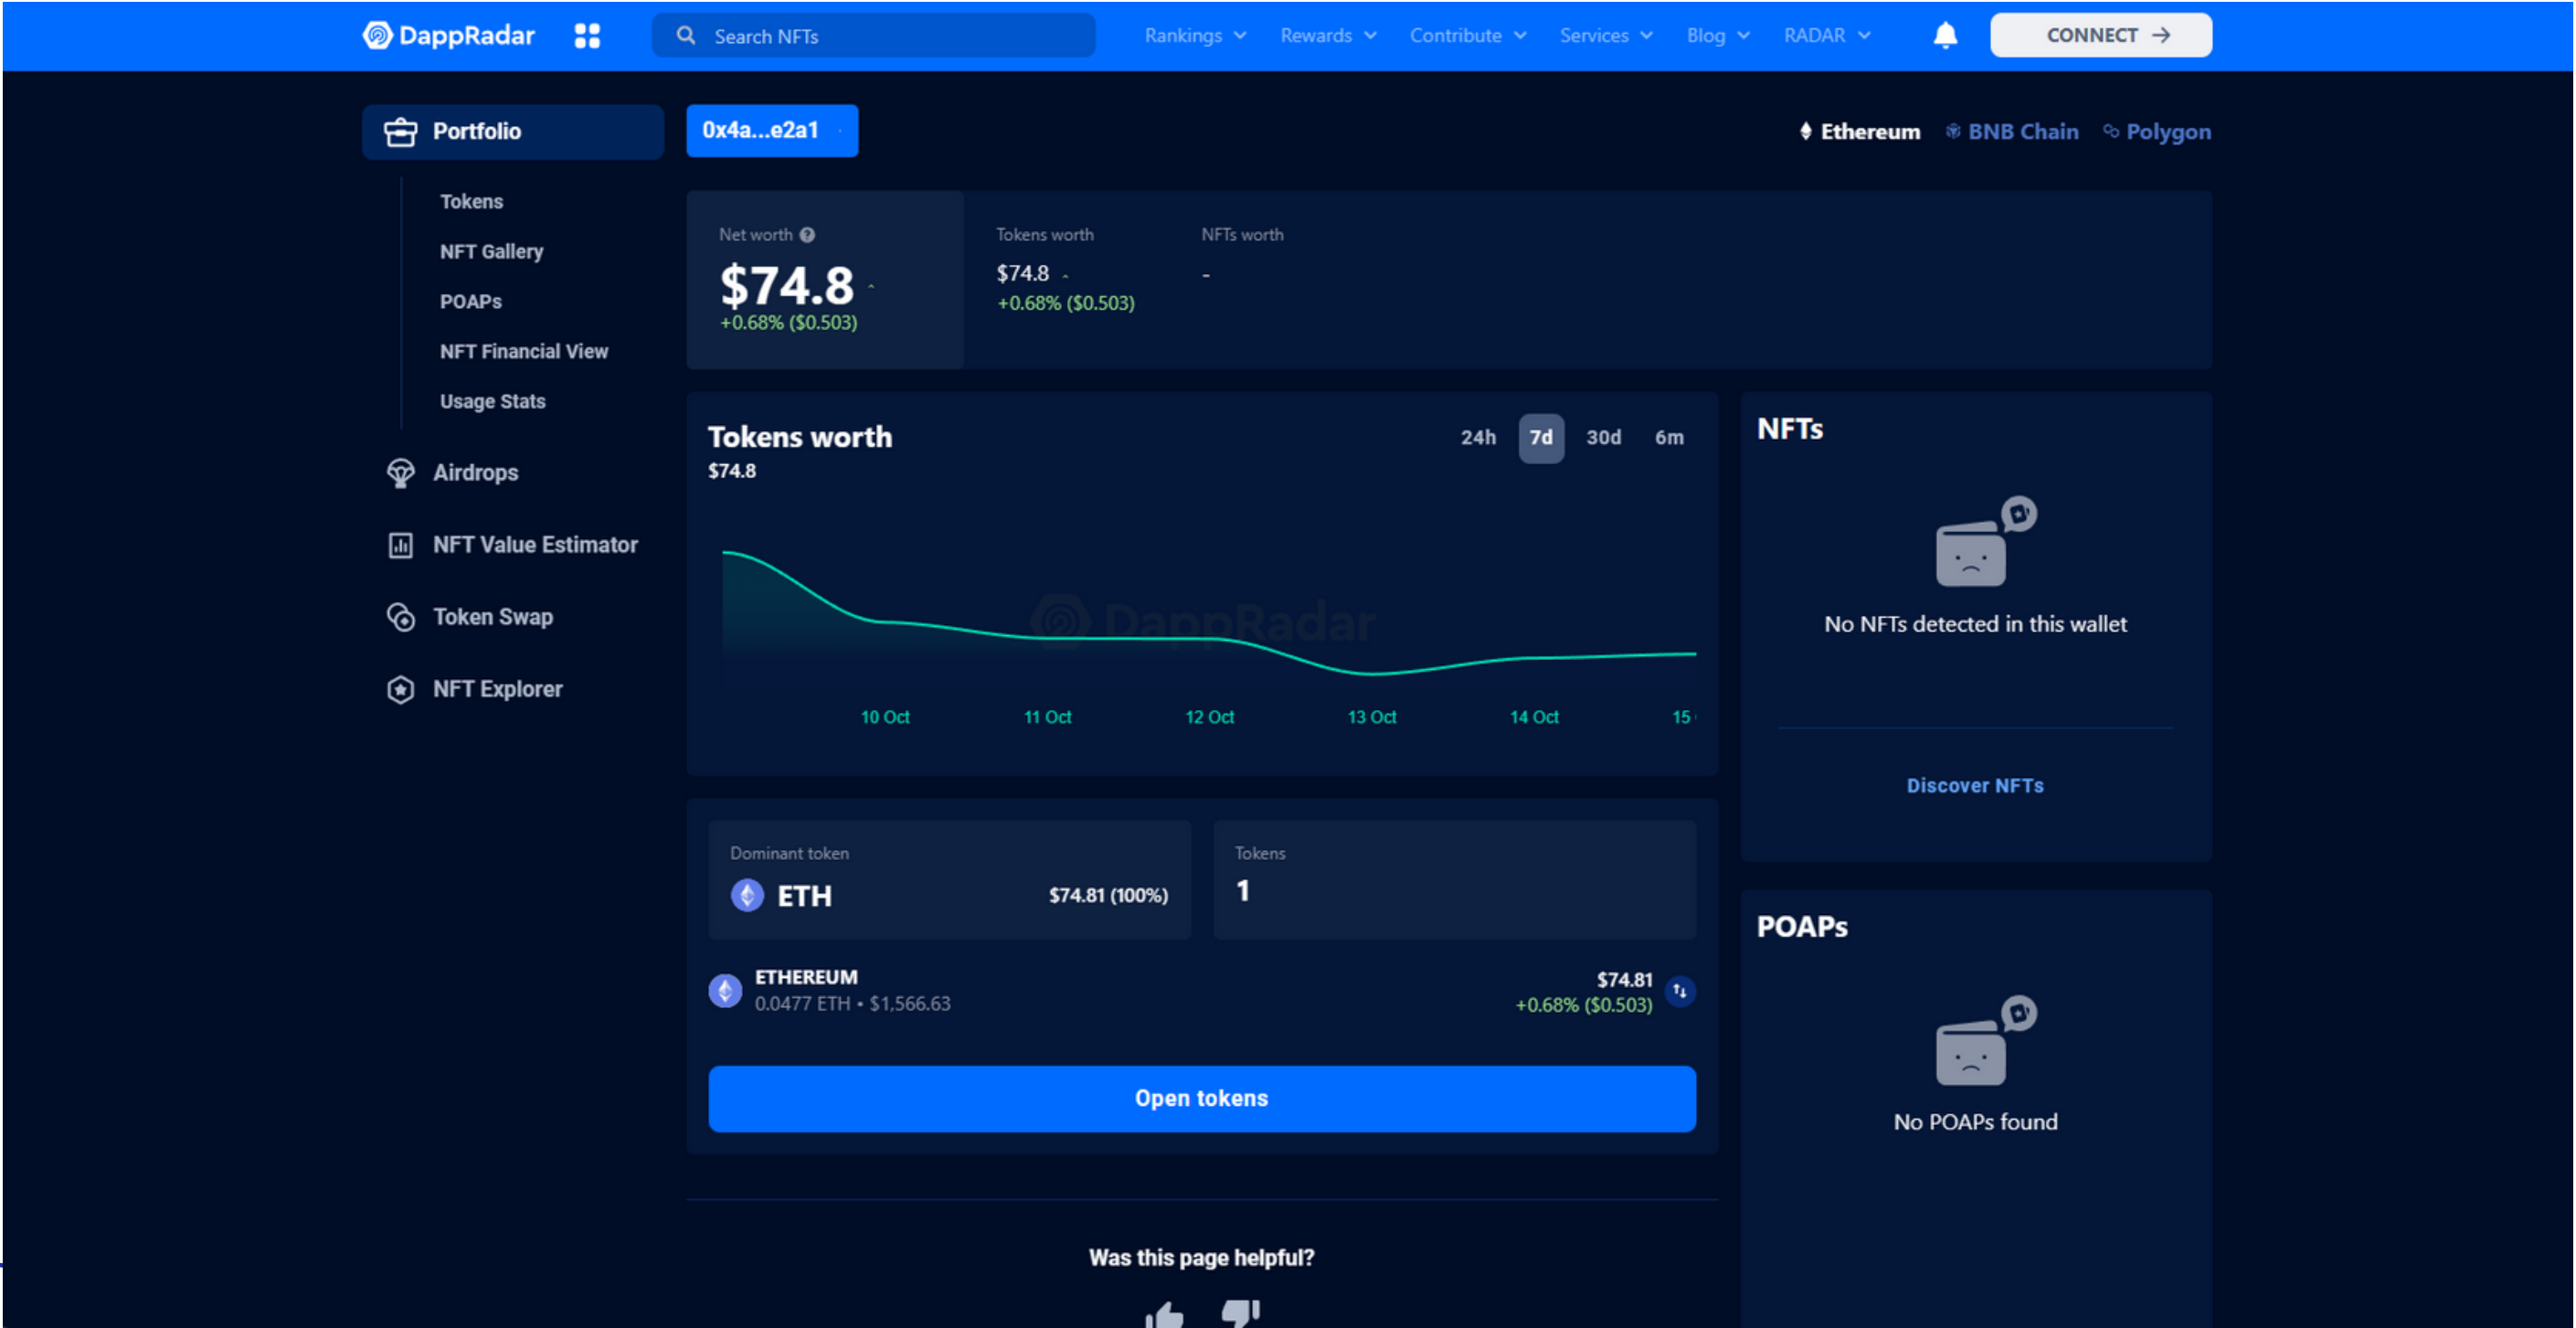 DappRadar
Search NFTs
Rankings
Rewards
Contribute
Services
Blog
RADAR
CONNECT →
Portfolio
Tokens
NFT Gallery
POAPs
NFT Financial View
Usage Stats
Airdrops
NFT Value Estimator
Token Swap
NFT Explorer
0x4a...e2a1
Ethereum
BNB Chain
Polygon
Net worth
$74.8
+0.68% ($0.503)
Tokens worth
$74.8
+0.68% ($0.503)
NFTs worth
-
Tokens worth
$74.8
24h
7d
30d
6m
DappRadar
10 Oct
11 Oct
12 Oct
13 Oct
14 Oct
15
Dominant token
ETH
$74.81 (100%)
Tokens
1
ETHEREUM
0.0477 ETH • $1,566.63
$74.81
+0.68% ($0.503)
Open tokens
Was this page helpful?
NFTs
No NFTs detected in this wallet
Discover NFTs
POAPs
No POAPs found